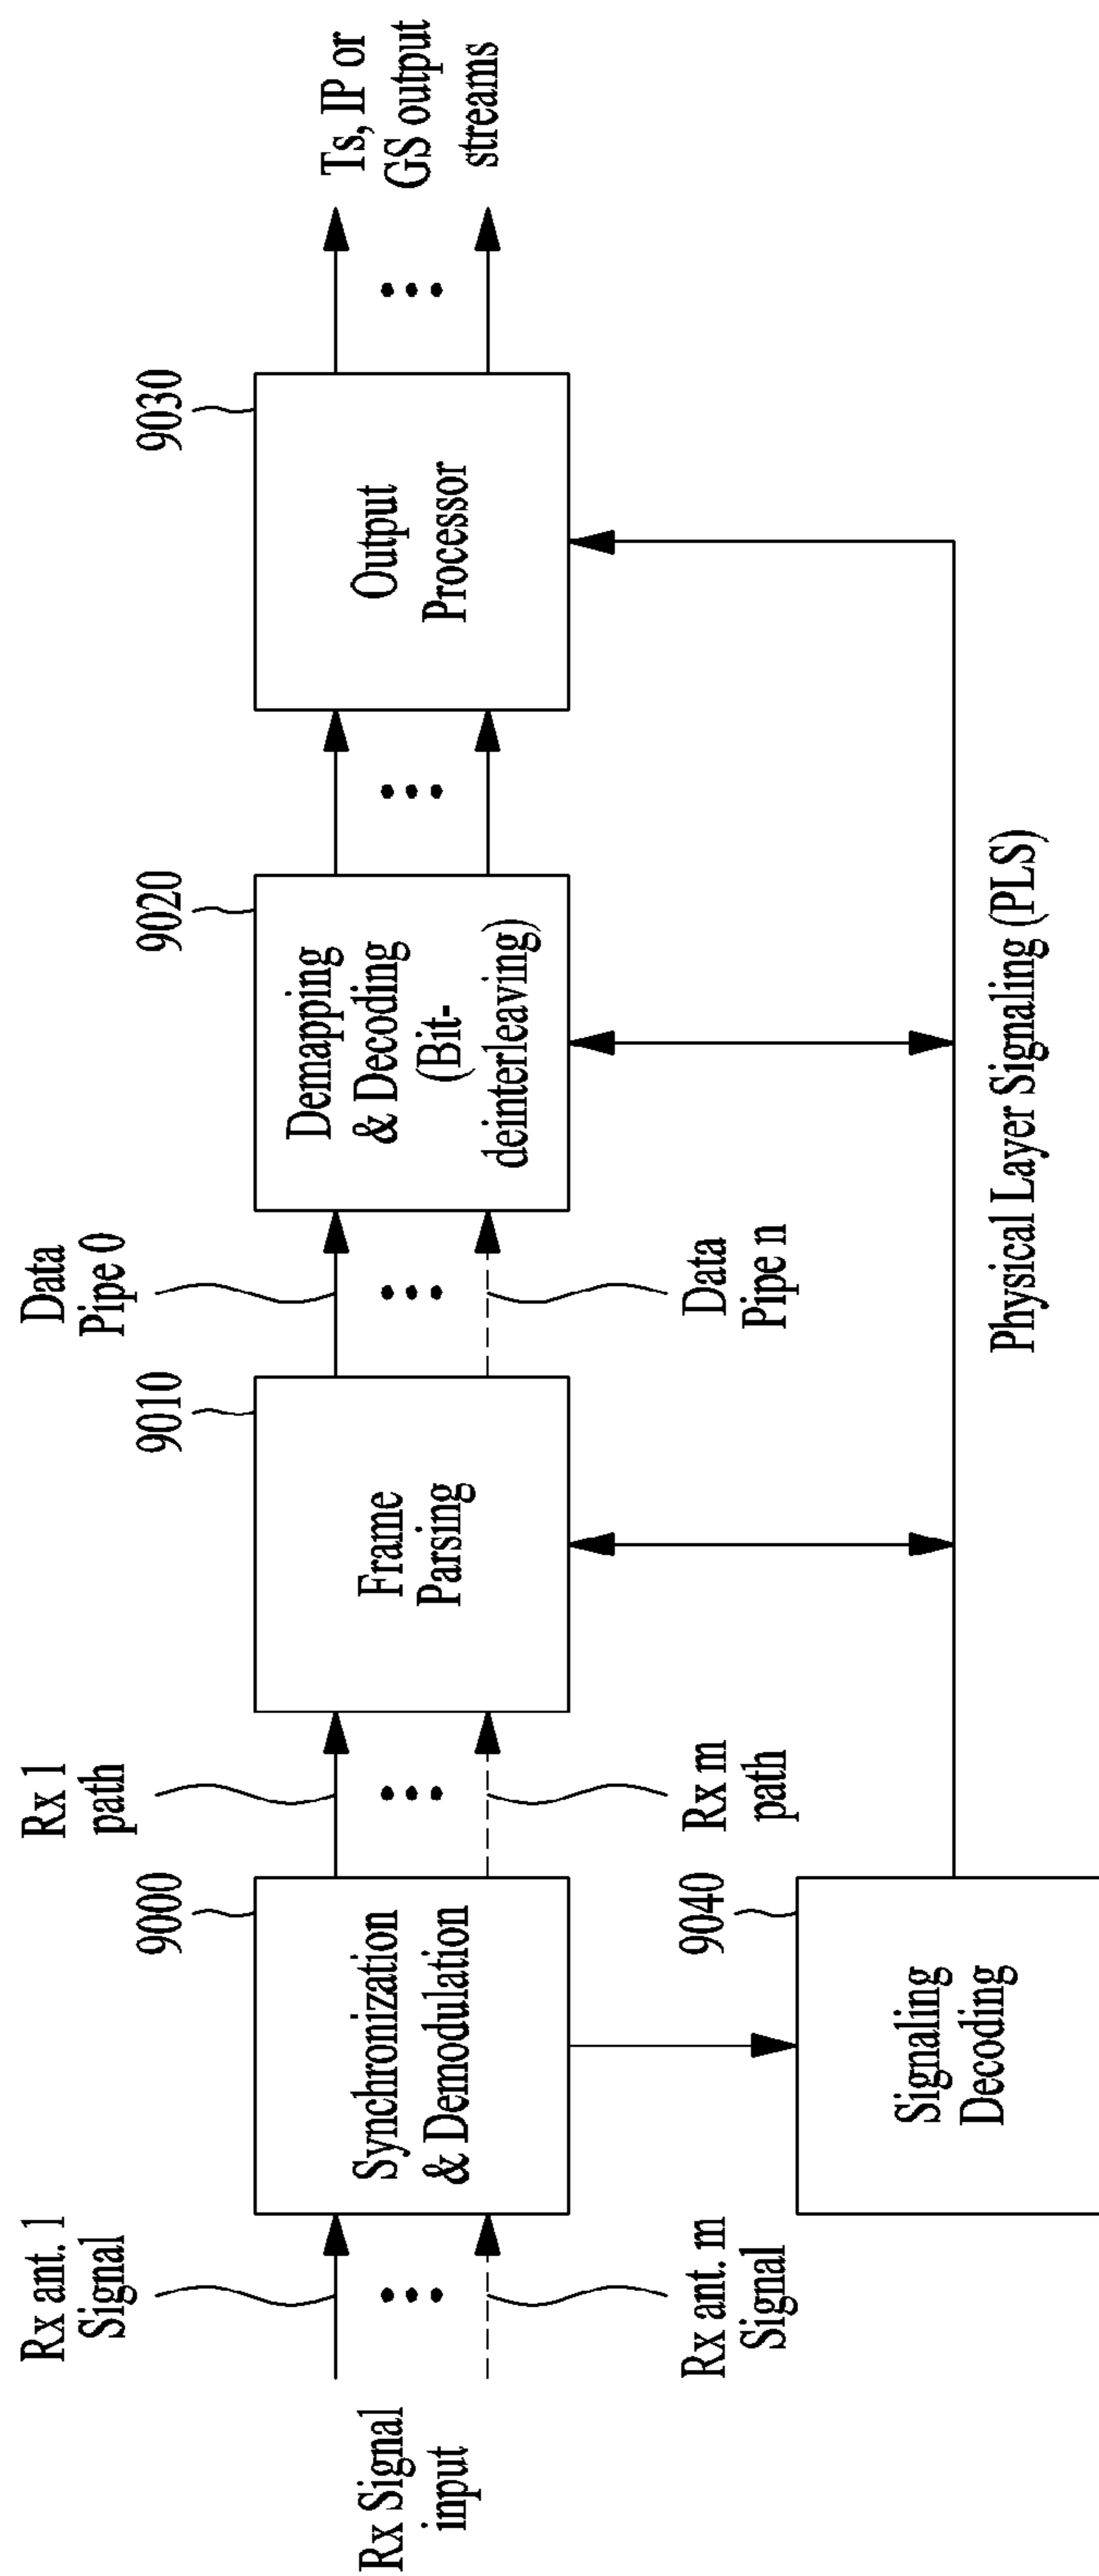 Rx Signal
input
Rx ant. 1
Signal
Rx ant. m
Signal
9000
Synchronization
& Demodulation
Rx 1
path
Rx m
path
9010
Frame
Parsing
Data
Pipe 0
Data
Pipe n
9020
Demapping
& Decoding
(Bit-
deinterleaving)
9030
Output
Processor
Ts, IP or
GS output
streams
9040
Signaling
Decoding
Physical Layer Signaling (PLS)